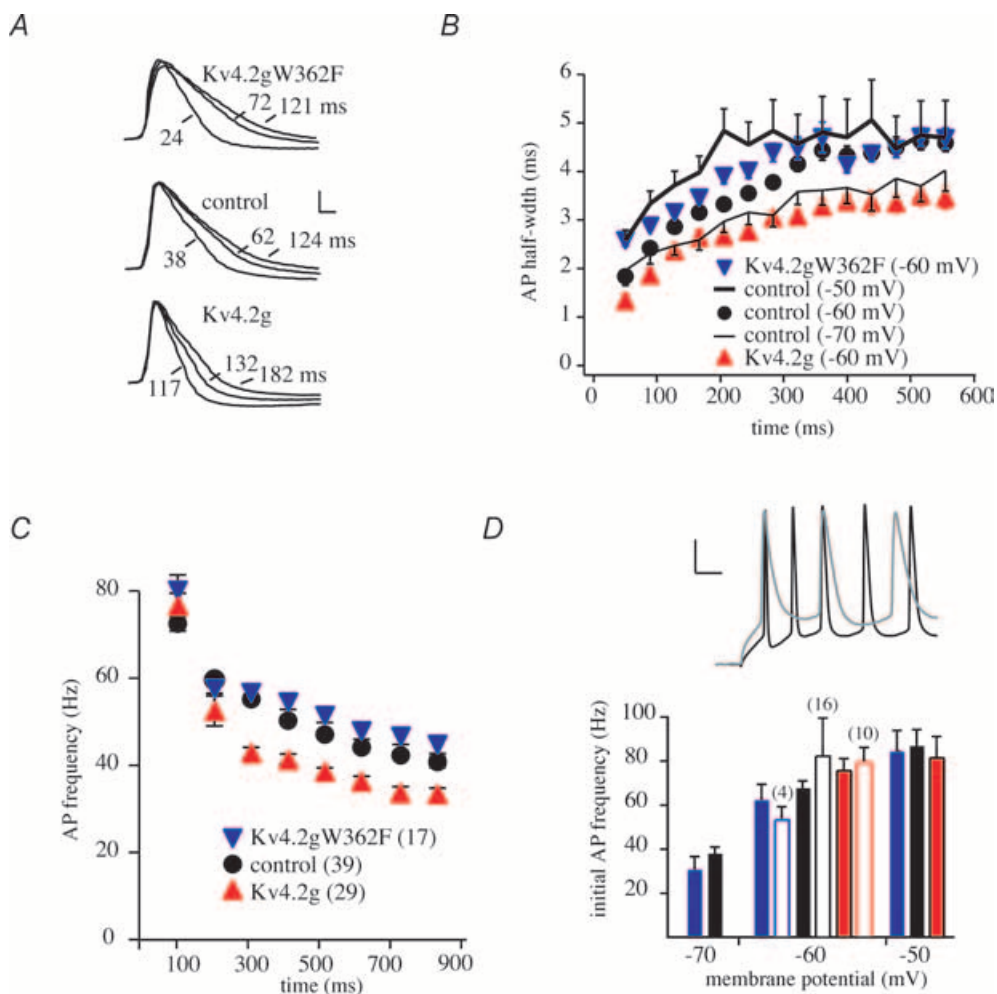 A
Kv4.2gW362F
72
121 ms
24
control
62
124 ms
38
Kv4.2g
132
182 ms
117
B
6
5
4
3
2
1
0
AP half-wdth (ms)
Kv4.2gW362F (-60 mV)
control (-50 mV)
control (-60 mV)
control (-70 mV)
Kv4.2g (-60 mV)
0 100 200 300 400 500 600
time (ms)
C
80
60
40
20
0
AP frequency (Hz)
Kv4.2gW362F (17)
control (39)
Kv4.2g (29)
100 300 500 700 900
time (ms)
D
100
80
60
40
20
initial AP frequency (Hz)
(4)
(16)
(10)
-70 -60 -50
membrane potential (mV)